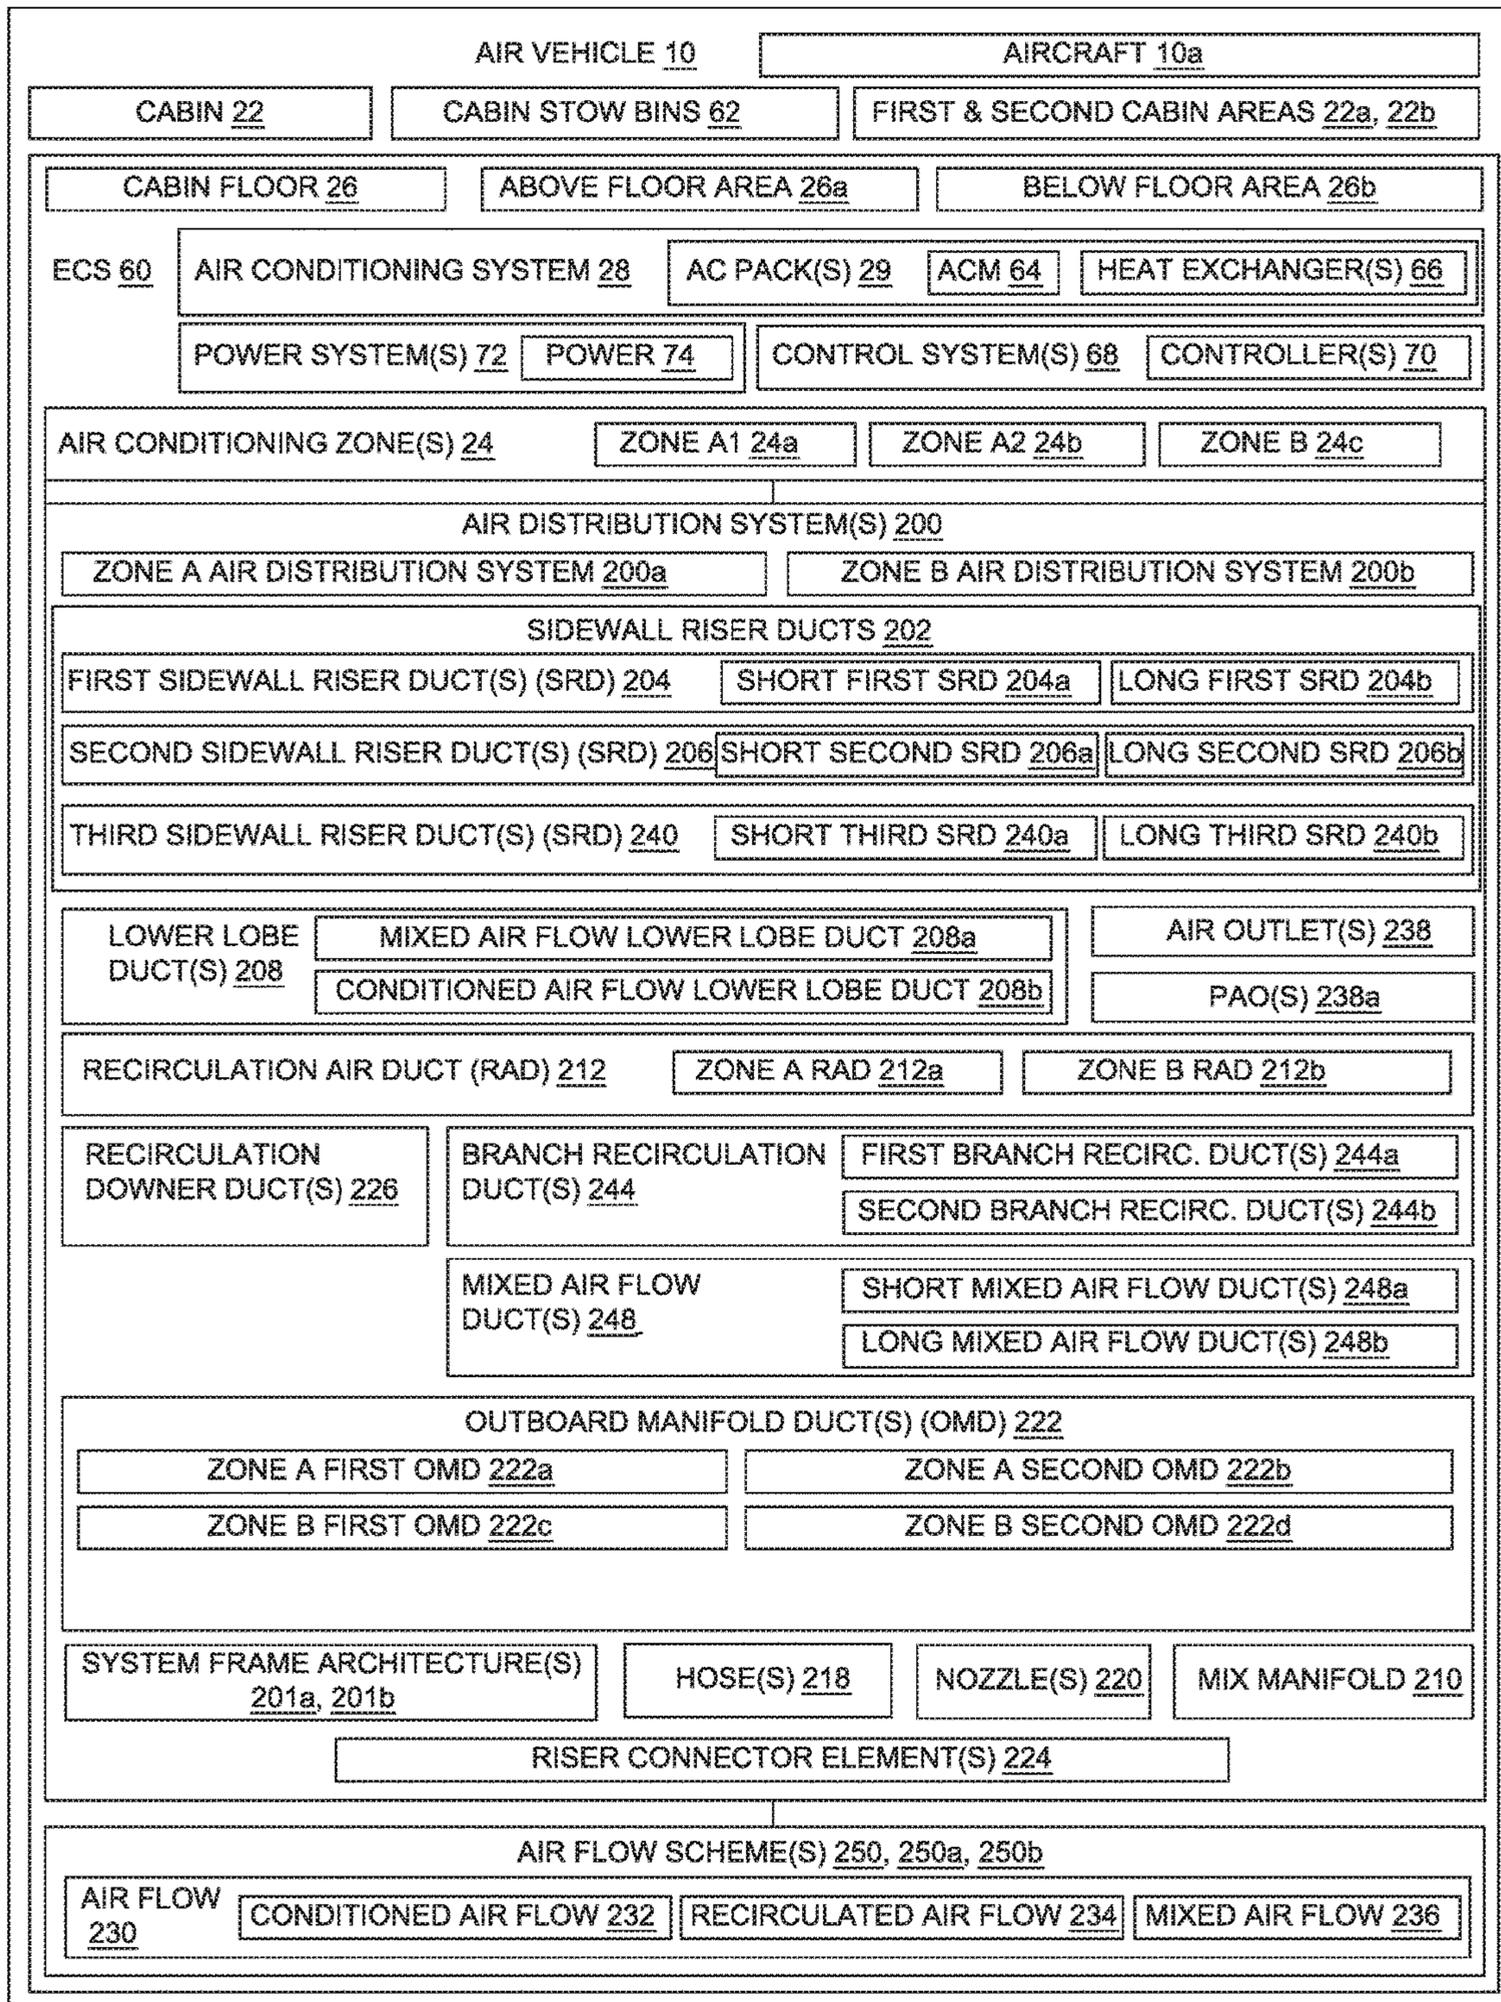 AIR VEHICLE 10 AIRCRAFT 10a
CABIN 22 CABIN STOW BINS 62 FIRST & SECOND CABIN AREAS 22a, 22b
CABIN FLOOR 26 ABOVE FLOOR AREA 26a BELOW FLOOR AREA 26b
ECS 60 AIR CONDITIONING SYSTEM 28 AC PACK(S) 29 ACM 64 HEAT EXCHANGER(S) 66
POWER SYSTEM(S) 72 POWER 74 CONTROL SYSTEM(S) 68 CONTROLLER(S) 70
AIR CONDITIONING ZONE(S) 24 ZONE A1 24a ZONE A2 24b ZONE B 24c
AIR DISTRIBUTION SYSTEM(S) 200
ZONE A AIR DISTRIBUTION SYSTEM 200a ZONE B AIR DISTRIBUTION SYSTEM 200b
SIDEWALL RISER DUCTS 202
FIRST SIDEWALL RISER DUCT(S) (SRD) 204 SHORT FIRST SRD 204a LONG FIRST SRD 204b
SECOND SIDEWALL RISER DUCT(S) (SRD) 206 SHORT SECOND SRD 206a LONG SECOND SRD 206b
THIRD SIDEWALL RISER DUCT(S) (SRD) 240 SHORT THIRD SRD 240a LONG THIRD SRD 240b
LOWER LOBE
DUCT(S) 208
MIXED AIR FLOW LOWER LOBE DUCT 208a
CONDITIONED AIR FLOW LOWER LOBE DUCT 208b
AIR OUTLET(S) 238
PAO(S) 238a
RECIRCULATION AIR DUCT (RAD) 212 ZONE A RAD 212a ZONE B RAD 212b
RECIRCULATION
DOWNER DUCT(S) 226
BRANCH RECIRCULATION
DUCT(S) 244
FIRST BRANCH RECIRC. DUCT(S) 244a
SECOND BRANCH RECIRC. DUCT(S) 244b
MIXED AIR FLOW
DUCT(S) 248
SHORT MIXED AIR FLOW DUCT(S) 248a
LONG MIXED AIR FLOW DUCT(S) 248b
OUTBOARD MANIFOLD DUCT(S) (OMD) 222
ZONE A FIRST OMD 222a ZONE A SECOND OMD 222b
ZONE B FIRST OMD 222c ZONE B SECOND OMD 222d
SYSTEM FRAME ARCHITECTURE(S)
201a, 201b
HOSE(S) 218 NOZZLE(S) 220 MIX MANIFOLD 210
RISER CONNECTOR ELEMENT(S) 224
AIR FLOW SCHEME(S) 250, 250a, 250b
AIR FLOW
230
CONDITIONED AIR FLOW 232 RECIRCULATED AIR FLOW 234 MIXED AIR FLOW 236